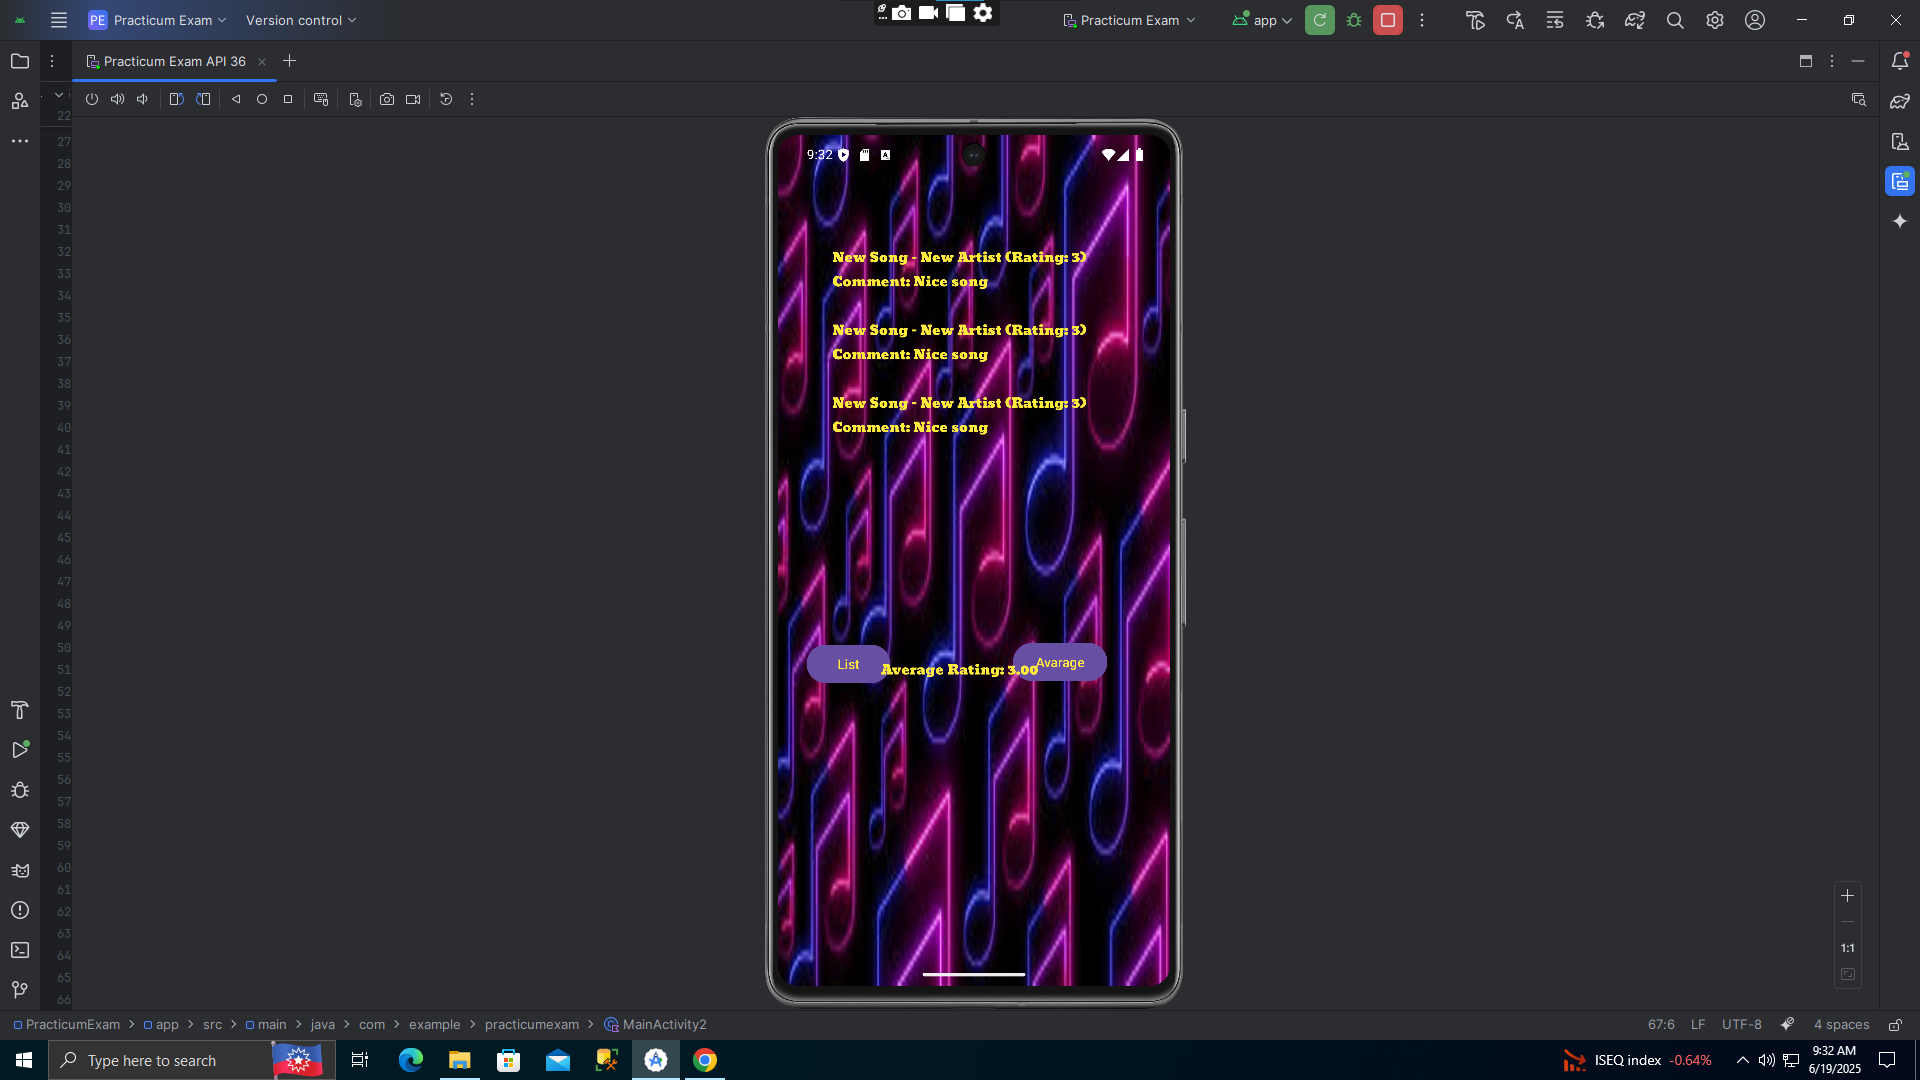 PE Practicum Exam Version control
Practicum Exam app
Practicum Exam API 36
22
27
28
29
30
31
32
33
34
35
36
37
38
39
40
41
42
43
44
45
46
47
48
49
50
51
52
53
54
55
56
57
58
59
60
61
62
63
64
65
66
9:32
New Song - New Artist (Rating: 3)
Comment: Nice song
New Song - New Artist (Rating: 3)
Comment: Nice song
New Song - New Artist (Rating: 3)
Comment: Nice song
List
Average Rating: 3.00
Avarage
1:1
PracticumExam > app > src > main > java > com > example > practicumexam > MainActivity2
67:6 LF UTF-8 4 spaces
Type here to search
ISEQ index -0.64%
9:32 AM
6/19/2025